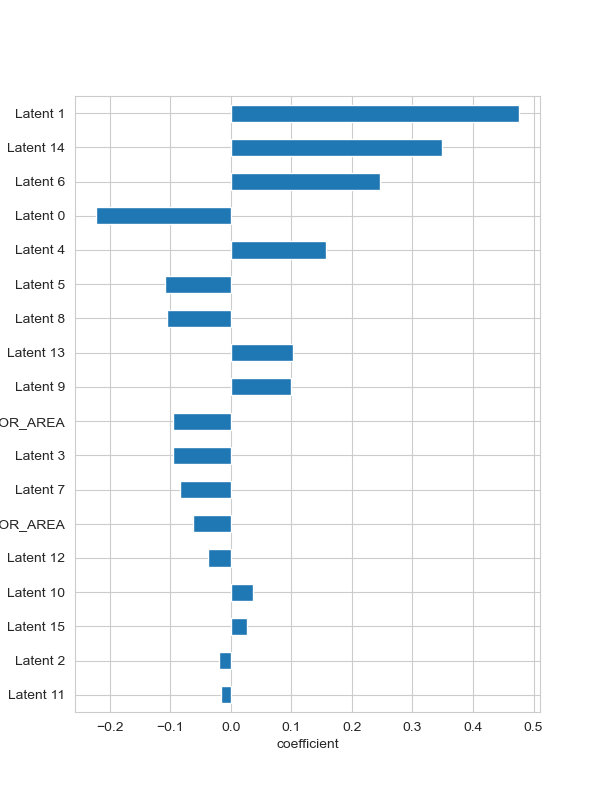 Latent 1
Latent 14
Latent 6
Latent 0
Latent 4
Latent 5
Latent 8
Latent 13
Latent 9
OR_AREA
Latent 3
Latent 7
OR_AREA
Latent 12
Latent 10
Latent 15
Latent 2
Latent 11
−0.2 −0.1 0.0 0.1 0.2 0.3 0.4 0.5
coefficient